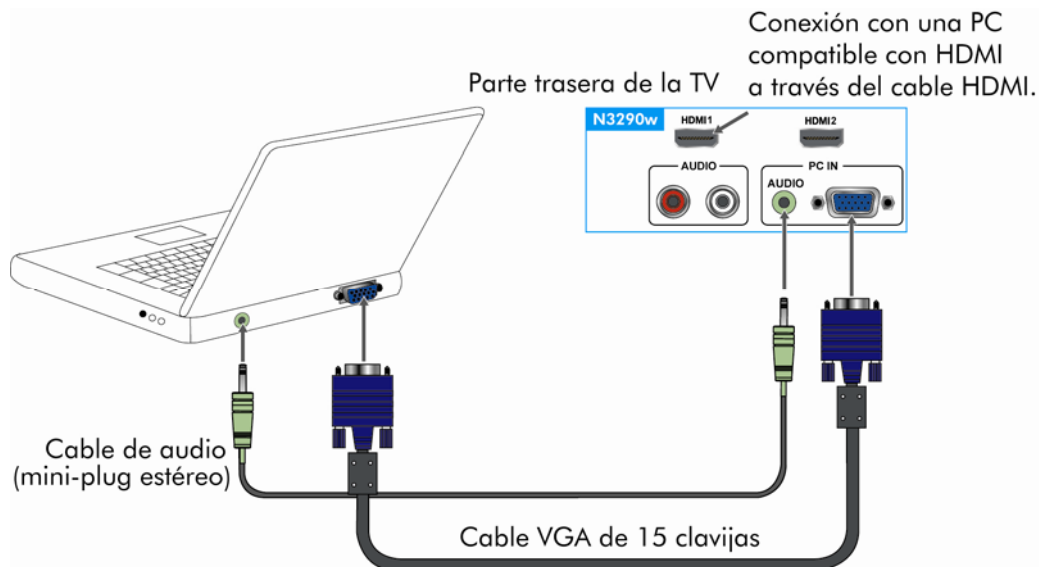 Conexión con una PC
compatible con HDMI
a través del cable HDMI.
Parte trasera de la TV
N3290w
HDMI1
HDMI2
AUDIO
PC IN
AUDIO
Cable de audio
(mini-plug estéreo)
Cable VGA de 15 clavijas